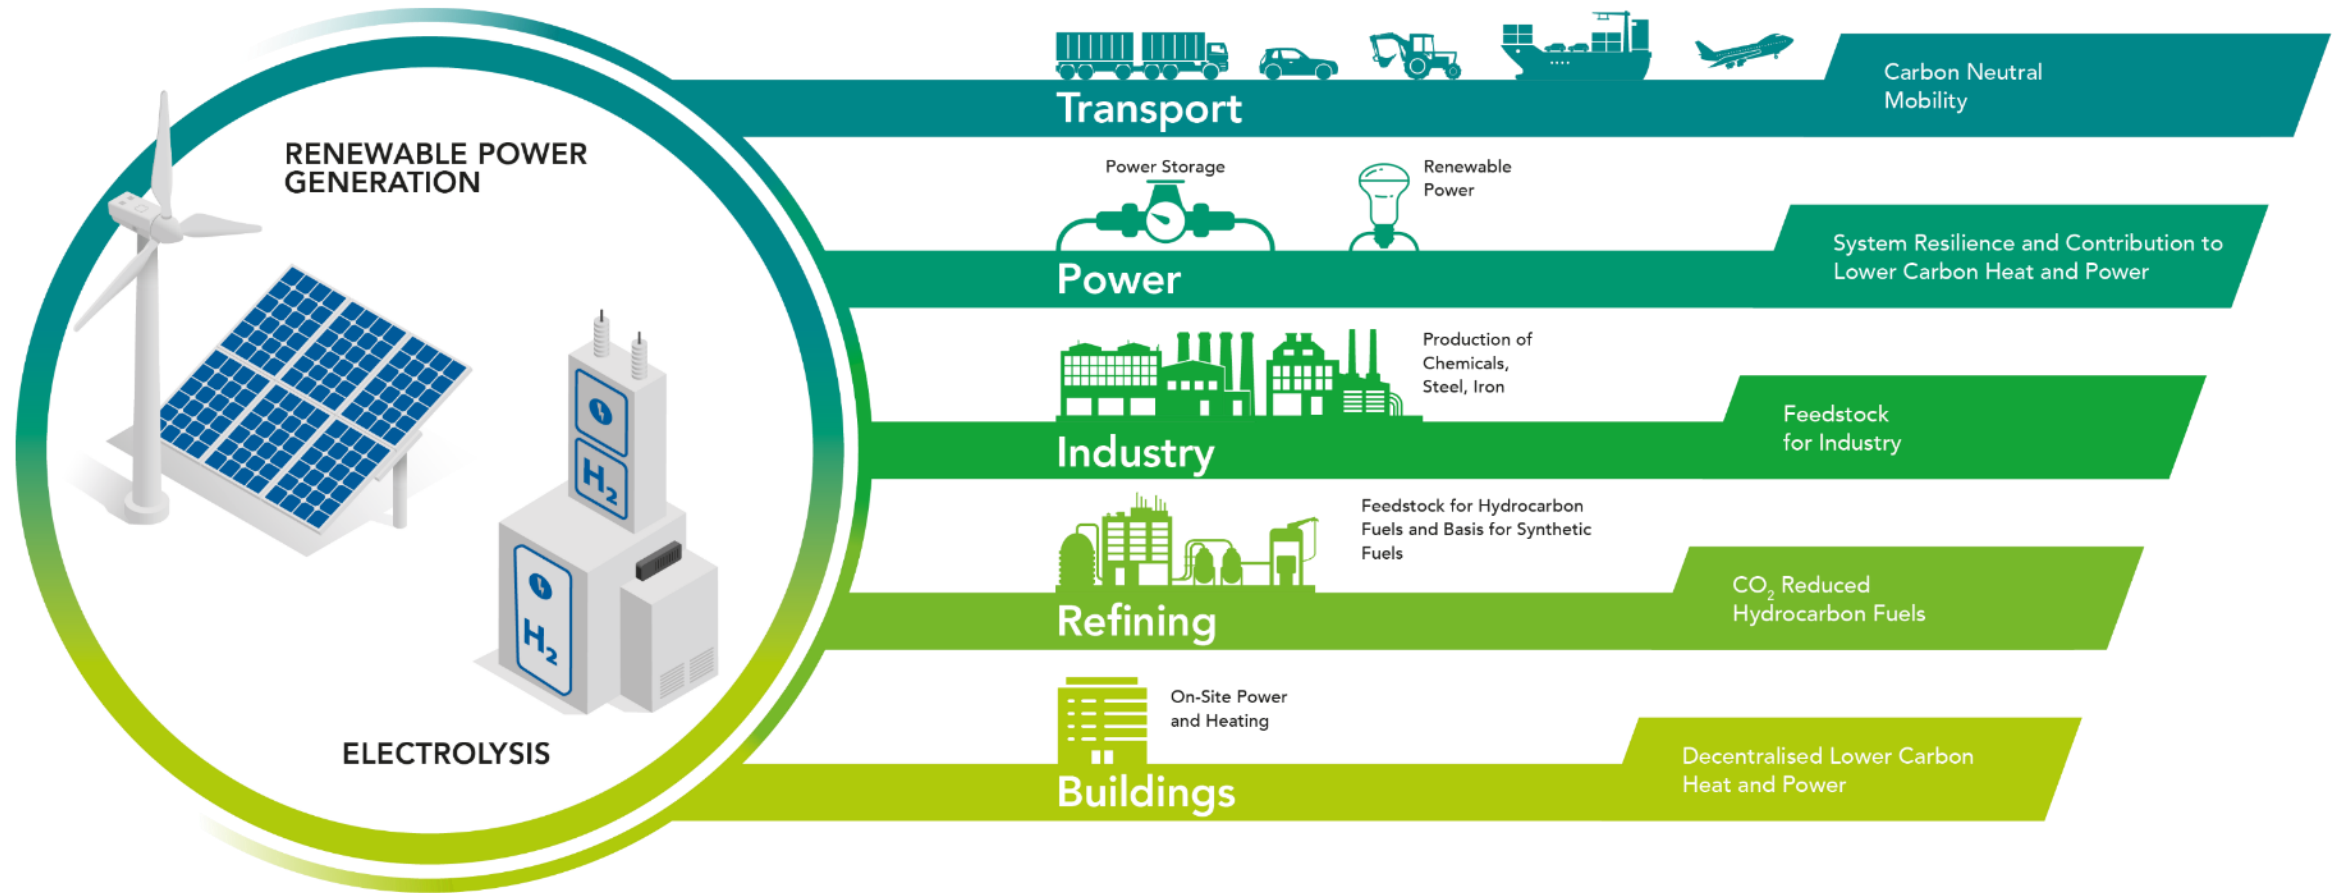 RENEWABLE POWER
GENERATION
H2
H2
ELECTROLYSIS
Transport
Carbon Neutral
Mobility
Power Storage
Renewable
Power
Power
System Resilience and Contribution to
Lower Carbon Heat and Power
Production of
Chemicals,
Steel, Iron
Industry
Feedstock
for Industry
Feedstock for Hydrocarbon
Fuels and Basis for Synthetic
Fuels
Refining
CO2 Reduced
Hydrocarbon Fuels
On-Site Power
and Heating
Buildings
Decentralised Lower Carbon
Heat and Power